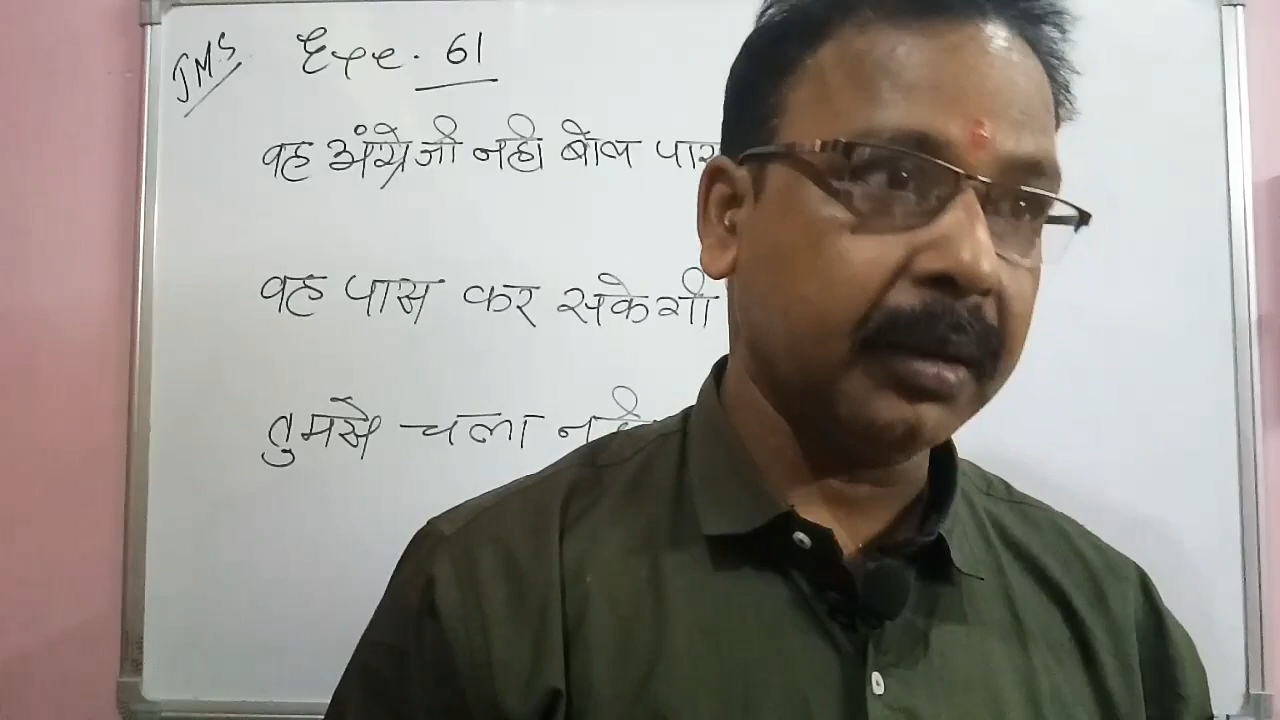 JMS Exe. 61
वह अंग्रेजी नही बोल
वह पास कर सकेगी
तुमसे चला